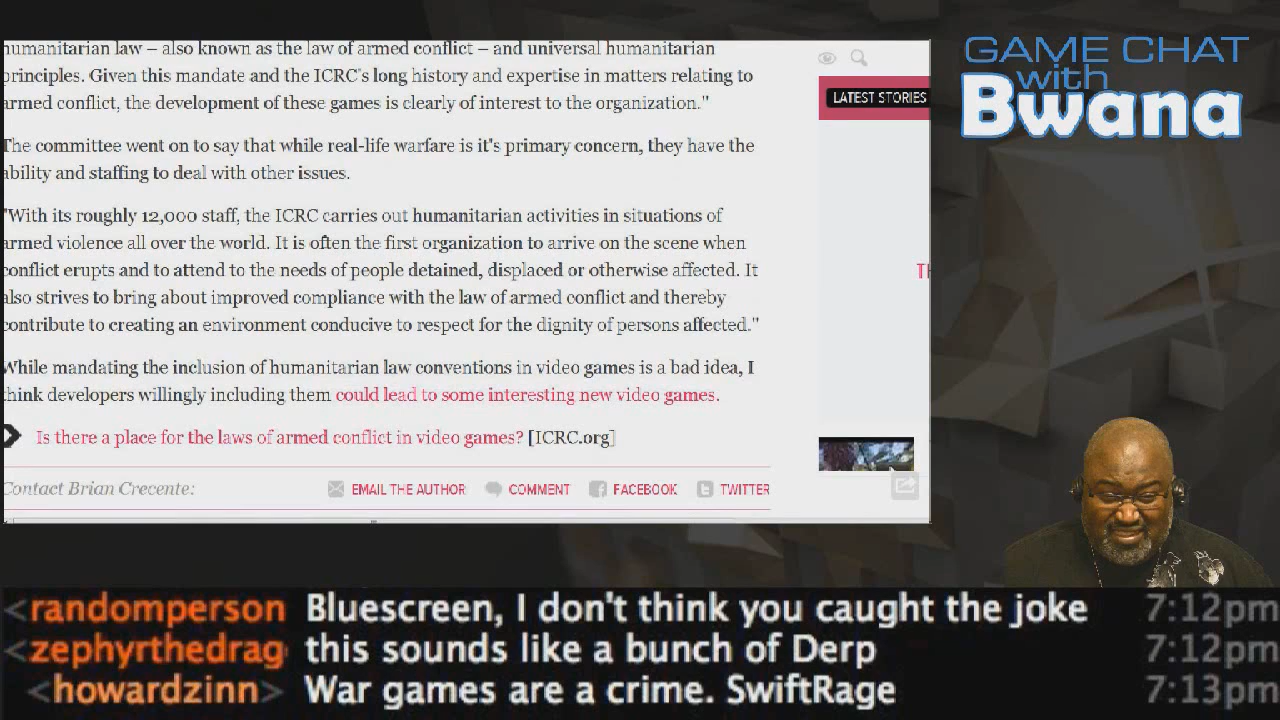 humanitarian law – also known as the law of armed conflict – and universal humanitarian
principles. Given this mandate and the ICRC's long history and expertise in matters relating to
armed conflict, the development of these games is clearly of interest to the organization."
The committee went on to say that while real-life warfare is it's primary concern, they have the
ability and staffing to deal with other issues.
"With its roughly 12,000 staff, the ICRC carries out humanitarian activities in situations of
armed violence all over the world. It is often the first organization to arrive on the scene when
conflict erupts and to attend to the needs of people detained, displaced or otherwise affected. It
also strives to bring about improved compliance with the law of armed conflict and thereby
contribute to creating an environment conducive to respect for the dignity of persons affected."
While mandating the inclusion of humanitarian law conventions in video games is a bad idea, I
think developers willingly including them could lead to some interesting new video games.
Is there a place for the laws of armed conflict in video games? [ICRC.org]
Contact Brian Crecente:
EMAIL THE AUTHOR COMMENT FACEBOOK TWITTER
LATEST STORIES
TH
GAME CHAT
with
Bwana
<randomperson Bluescreen, I don't think you caught the joke 7:12pm
<zephyrthedrag this sounds like a bunch of Derp 7:12pm
<howardzinn> War games are a crime. SwiftRage 7:13pm